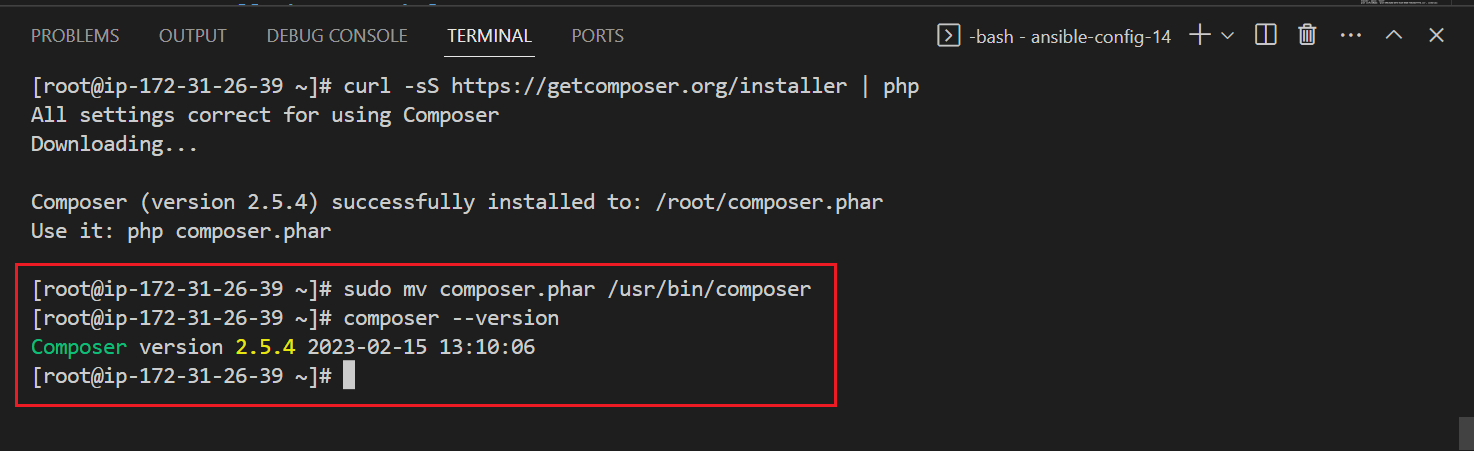 PROBLEMS OUTPUT DEBUG CONSOLE TERMINAL PORTS -bash - ansible-config-14
[root@ip-172-31-26-39 ~]# curl -sS https://getcomposer.org/installer | php
All settings correct for using Composer
Downloading...
Composer (version 2.5.4) successfully installed to: /root/composer.phar
Use it: php composer.phar
[root@ip-172-31-26-39 ~]# sudo mv composer.phar /usr/bin/composer
[root@ip-172-31-26-39 ~]# composer --version
Composer version 2.5.4 2023-02-15 13:10:06
[root@ip-172-31-26-39 ~]#